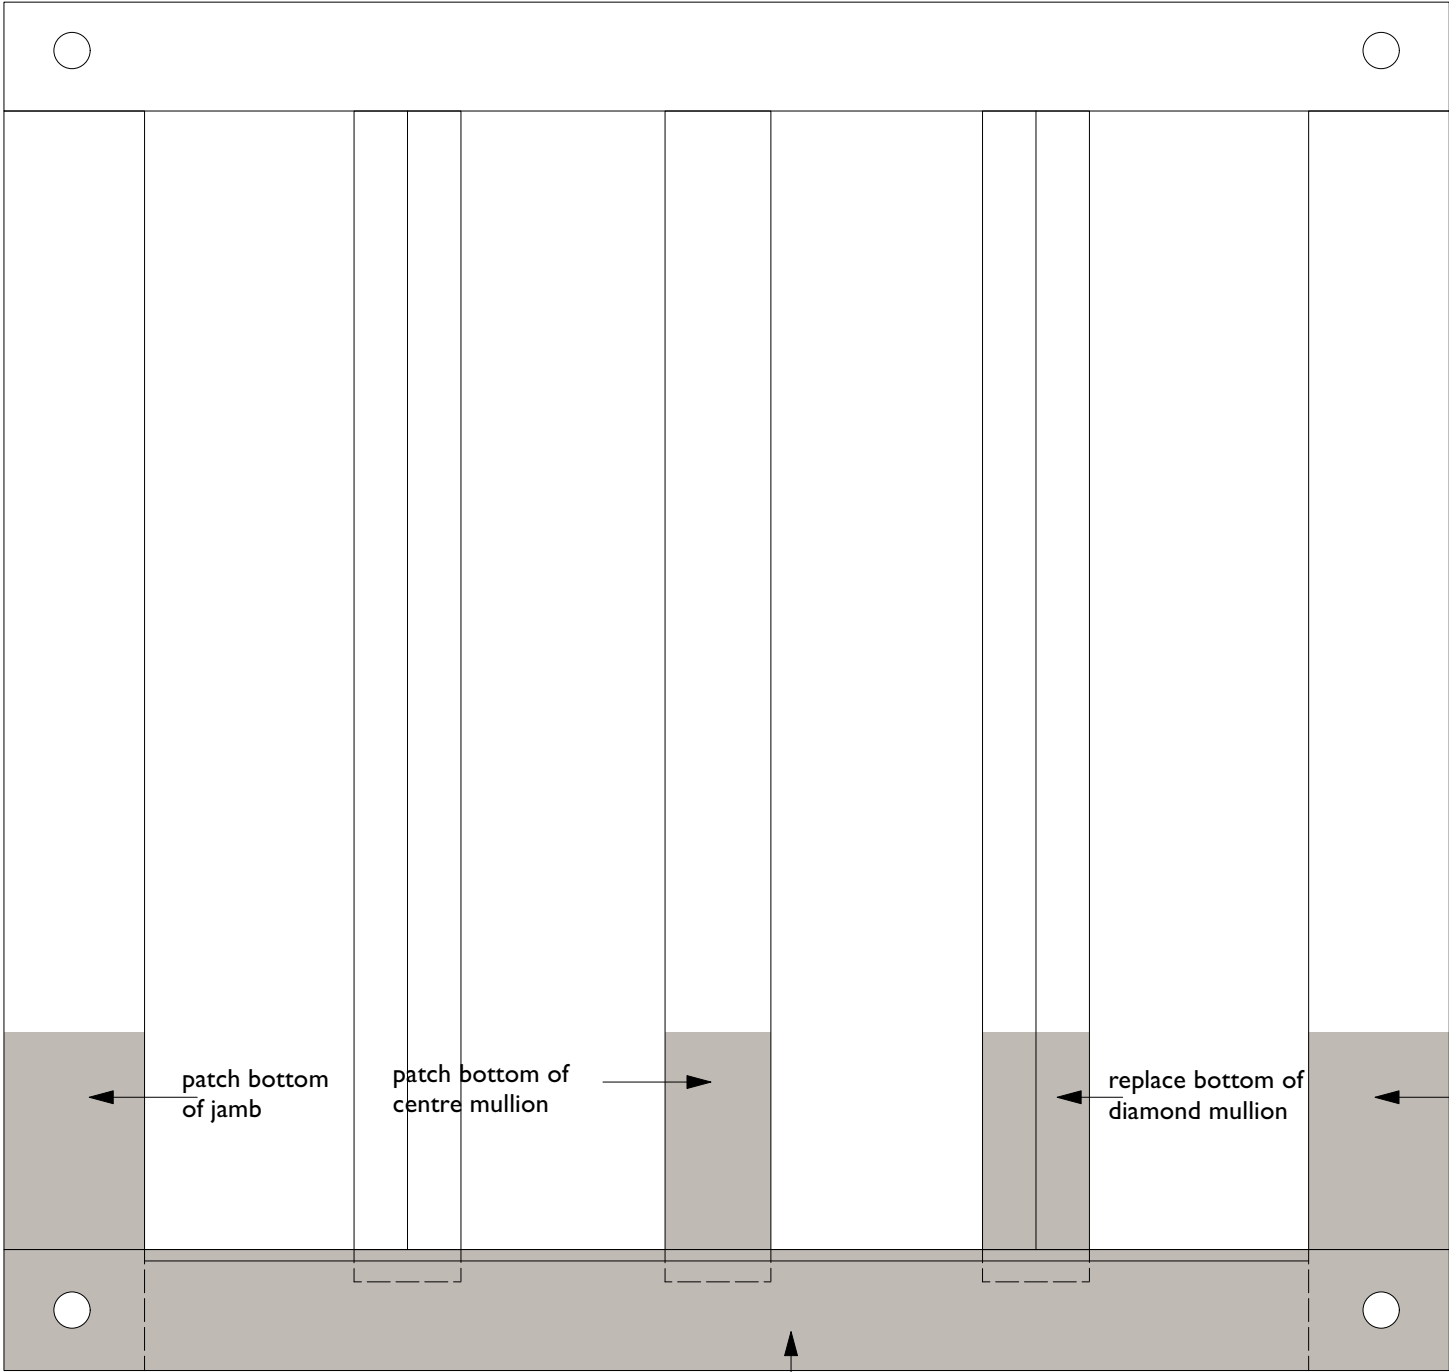 patch bottom
of jamb
patch bottom of
centre mullion
replace bottom of
diamond mullion